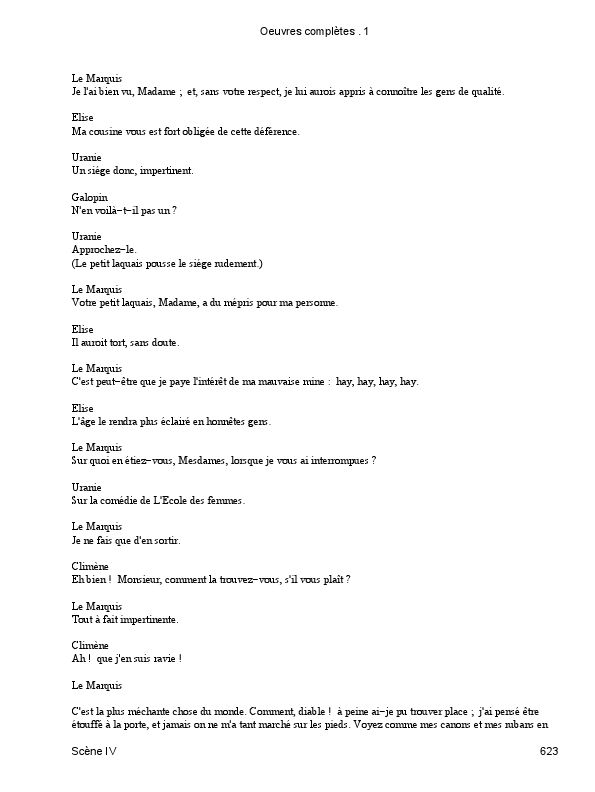 Oeuvres complètes . 1
Le Marquis
Je l'ai bien vu, Madame ; et, sans votre respect, je lui aurois appris à connoître les gens de qualité.
Elise
Ma cousine vous est fort obligée de cette déférence.
Uranie
Un siège donc, impertinent.
Galopin
N'en voilà-t-il pas un ?
Uranie
Approchez-le.
(Le petit laquais pousse le siège rudement.)
Le Marquis
Votre petit laquais, Madame, a du mépris pour ma personne.
Elise
Il auroit tort, sans doute.
Le Marquis
C'est peut-être que je paye l'intérêt de ma mauvaise mine : hay, hay, hay, hay.
Elise
L'âge le rendra plus éclairé en honnêtes gens.
Le Marquis
Sur quoi en étiez-vous, Mesdames, lorsque je vous ai interrompues ?
Uranie
Sur la comédie de L'Ecole des femmes.
Le Marquis
Je ne fais que d'en sortir.
Climène
Eh bien ! Monsieur, comment la trouvez-vous, s'il vous plaît ?
Le Marquis
Tout à fait impertinente.
Climène
Ah ! que j'en suis ravie !
Le Marquis
C'est la plus méchante chose du monde. Comment, diable ! à peine ai-je pu trouver place ; j'ai pensé être
étouffé à la porte, et jamais on ne m'a tant marché sur les pieds. Voyez comme mes canons et mes rubans en
Scène IV
623